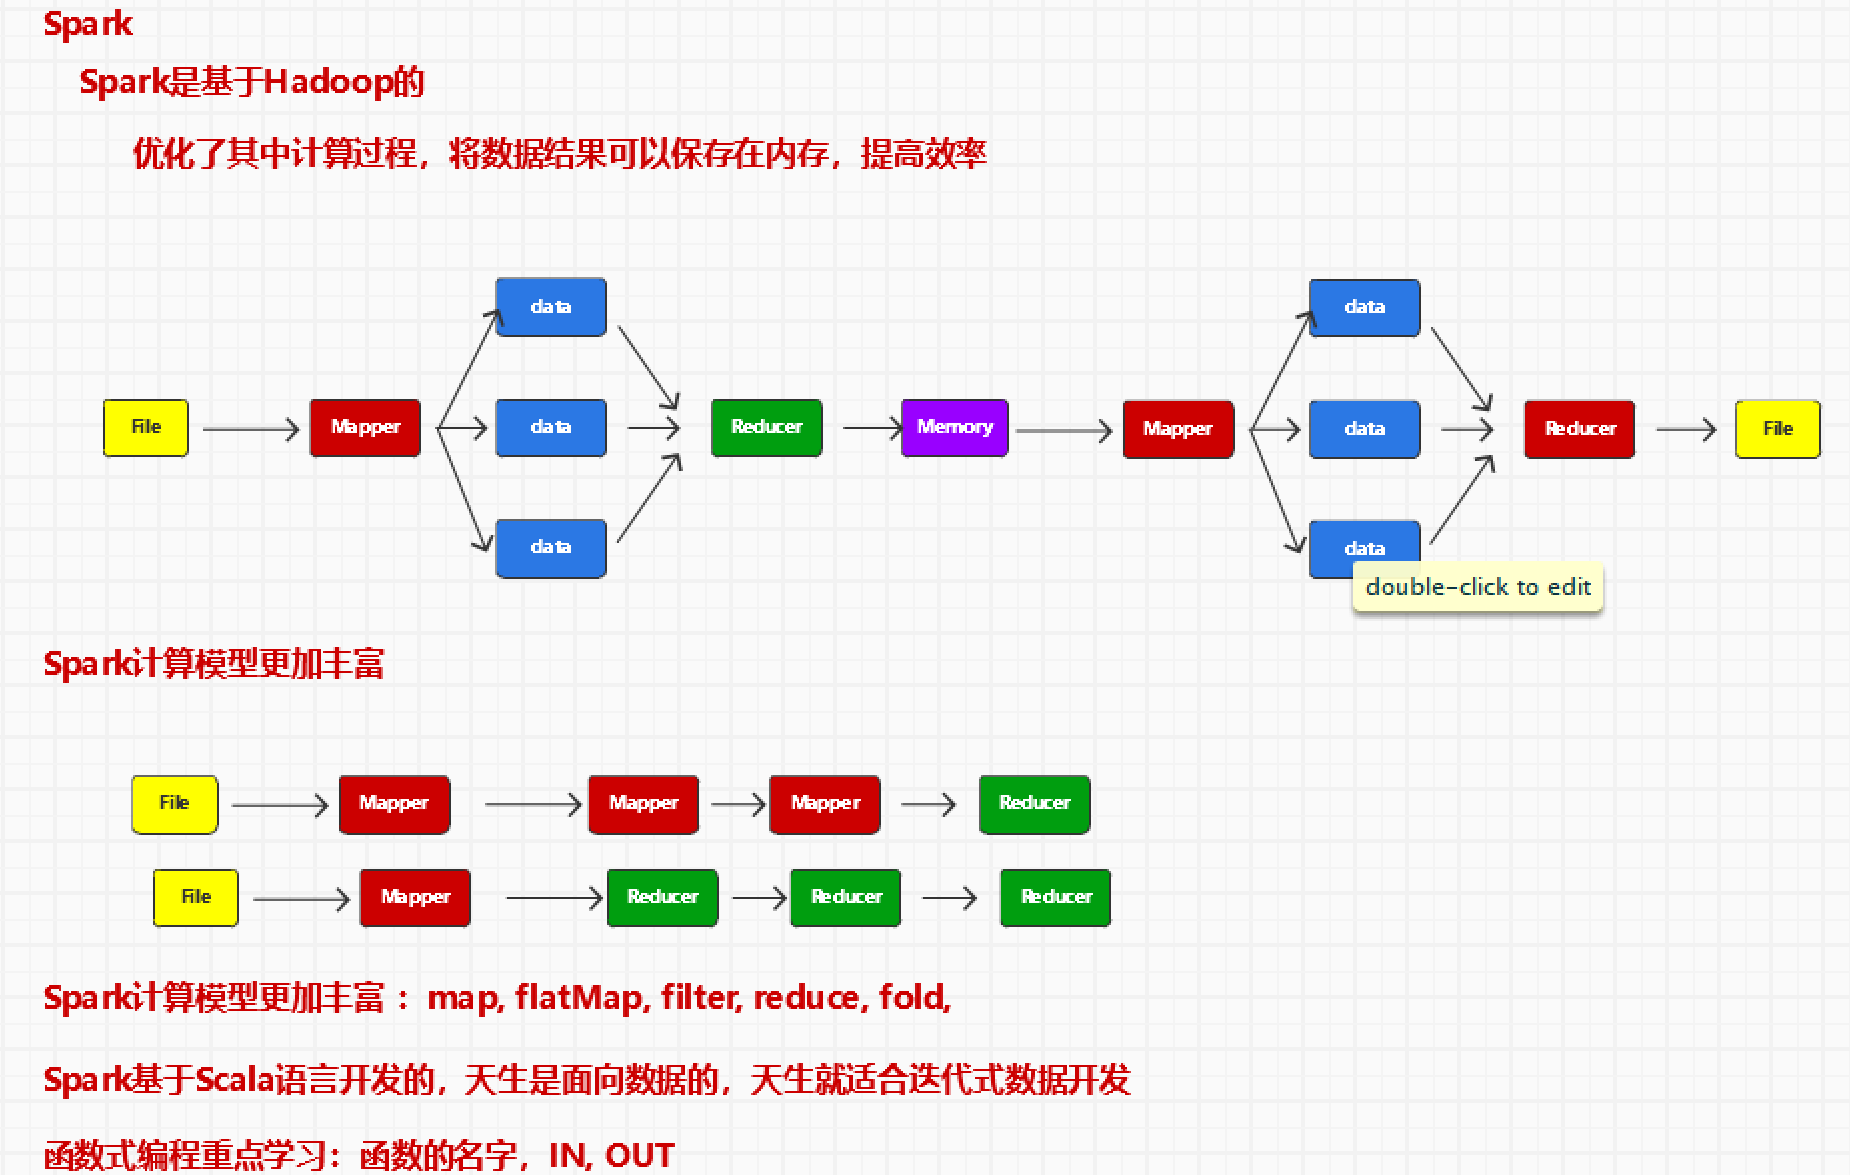 Spark
Spark是基于Hadoop的
优化了其中计算过程，将数据结果可以保存在内存，提高效率
data data
File Mapper data Reducer Memory Mapper data Reducer File
data data
double-click to edit
Spark计算模型更加丰富
File Mapper Mapper Mapper Reducer
File Mapper Reducer Reducer Reducer
Spark计算模型更加丰富 ：map, flatMap, filter, reduce, fold,
Spark基于Scala语言开发的，天生是面向数据的，天生就适合迭代式数据开发
函数式编程重点学习：函数的名字，IN, OUT